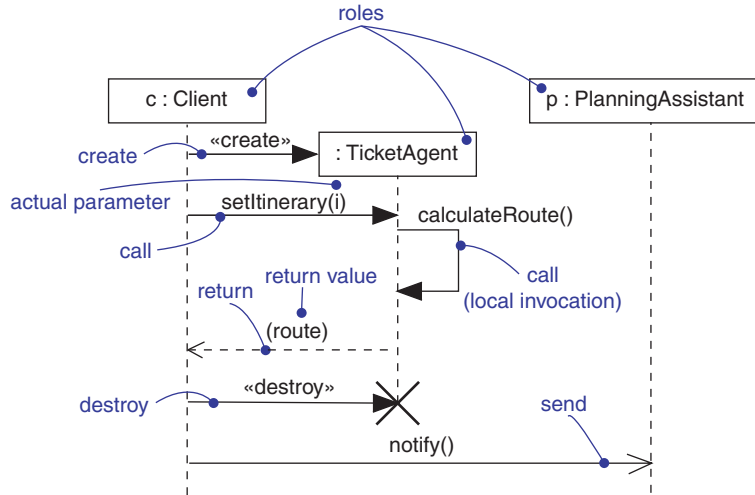 roles
c : Client
p : PlanningAssistant
«create»
create
: TicketAgent
actual parameter
setItinerary(i)
calculateRoute()
call
call
(local invocation)
return value
return
(route)
«destroy»
destroy
send
notify()